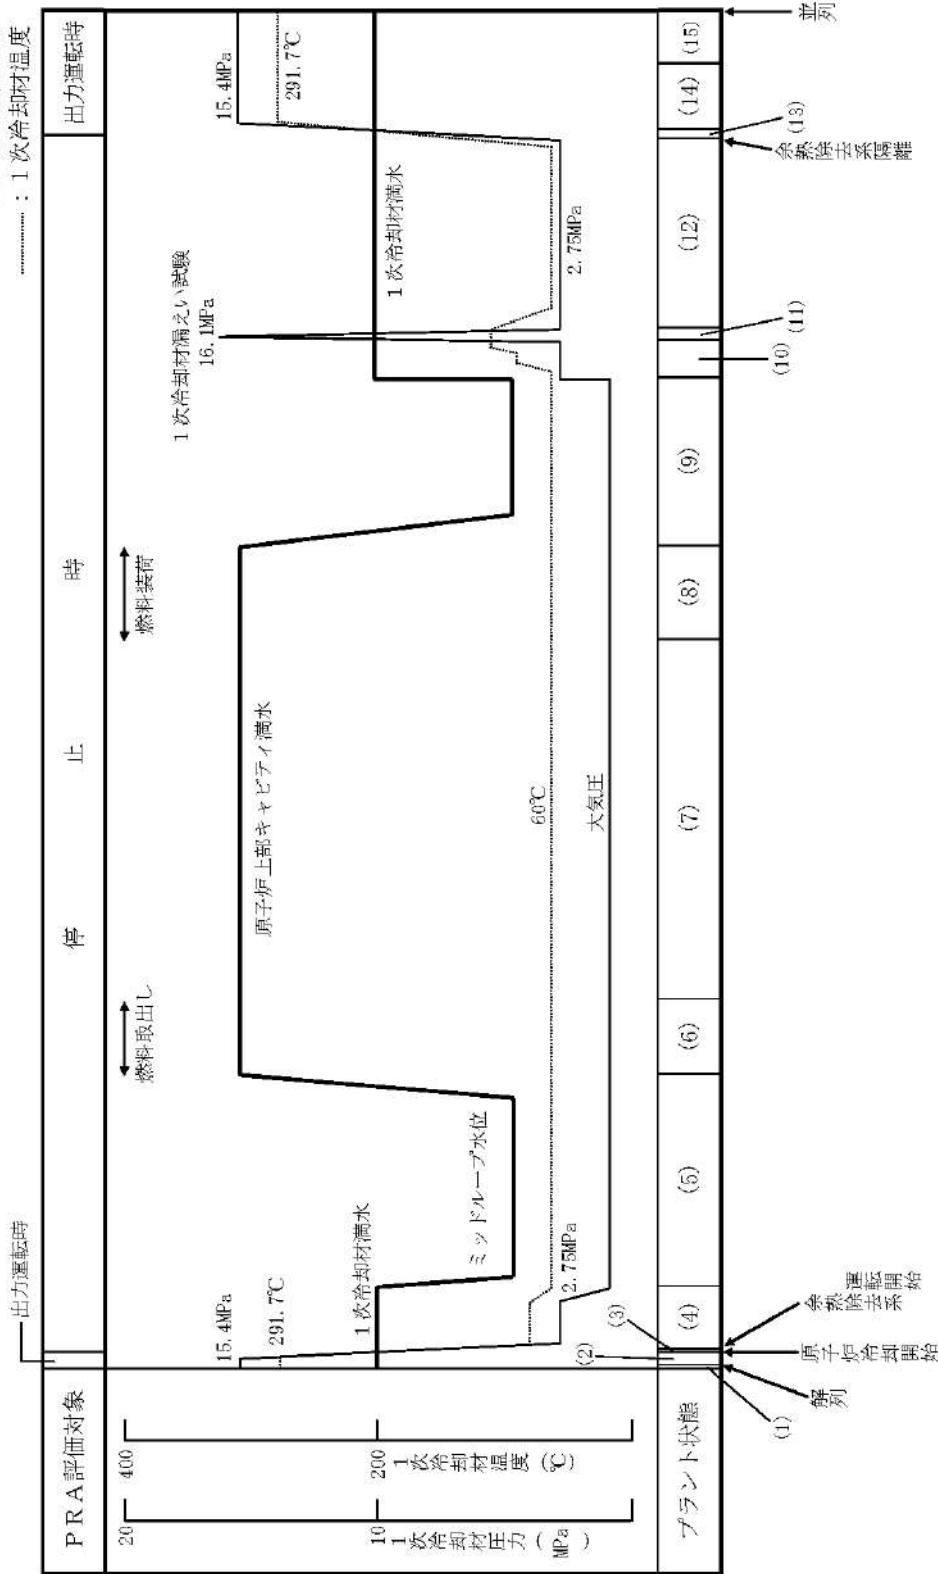 ……… : 1次冷却材温度
出力運転時
PRA評価対象
停止時
出力運転時
20
10
1次冷却材圧力(MPa)
400
200
1次冷却材温度(℃)
燃料取出し
燃料装荷
15.4MPa
291.7℃
1次冷却材満水
ミッドループ水位
2.75MPa
原子炉上部キャビティ満水
60℃
大気圧
1次冷却材漏えい試験
16.1MPa
1次冷却材満水
2.75MPa
15.4MPa
291.7℃
プラント状態
(1)
(2)
(3)
(4)
(5)
(6)
(7)
(8)
(9)
(10)
(11)
(12)
(13)
(14)
(15)
解列
原子炉冷却開始
余熱除去系
運転開始
余熱除去系隔離
並列